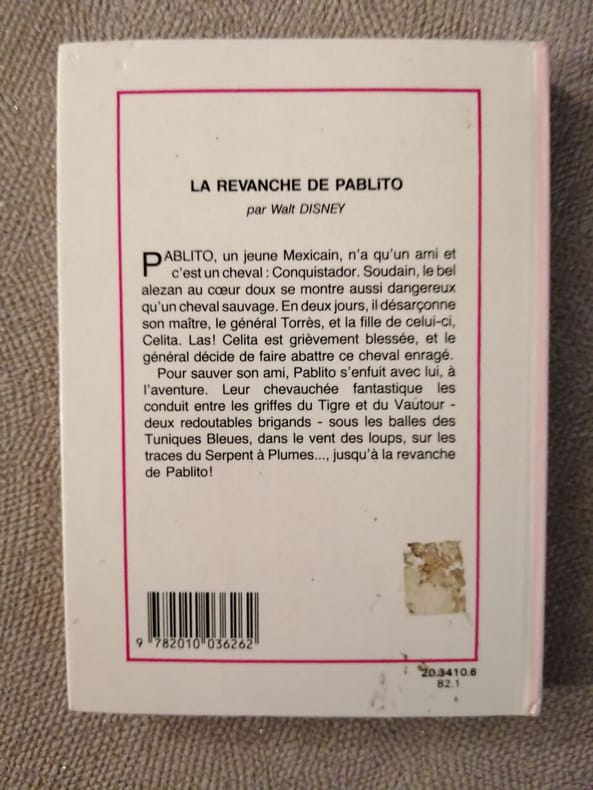 LA REVANCHE DE PABLITO
par Walt DISNEY
PABLITO, un jeune Mexicain, n'a qu'un ami et
c'est un cheval : Conquistador. Soudain, le bel
alezan au cœur doux se montre aussi dangereux
qu'un cheval sauvage. En deux jours, il désarçonne
son maître, le général Torrès, et la fille de celui-ci,
Celita. Las! Celita est grièvement blessée, et le
général décide de faire abattre ce cheval enragé.
Pour sauver son ami, Pablito s'enfuit avec lui, à
l'aventure. Leur chevauchée fantastique les
conduit entre les griffes du Tigre et du Vautour -
deux redoutables brigands - sous les balles des
Tuniques Bleues, dans le vent des loups, sur les
traces du Serpent à Plumes..., jusqu'à la revanche
de Pablito!
9 782010 036262
20.3410.6
82.1